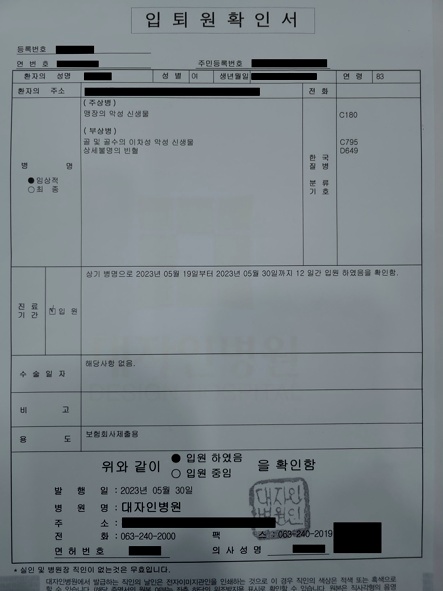 입퇴원확인서
등록번호
연 번 호 주민등록번호
환자의 성명 성 별 여 생년월일 연 령 83
환자의 주소 전 화
(주상병)
맹장의 악성 신생물 C180
(부상병)
골 및 골수의 이차성 악성 신생물 C795
상세불명의 빈혈 D649
병 명
●임상적
○최 종
한국
질병
분류
기호
상기 병명으로 2023년 05월 19일부터 2023년 05월 30일까지 12 일간 입원 하였음을 확인함.
진 료
기 간
입 원
수 술 일 자 해당사항 없음.
비 고
용 도 보험회사제출용
위와 같이 ● 입원 하였음 을 확인함
○ 입원 중임
발 행 일 : 2023년 05월 30일
병 원 명 : 대자인병원
주 소 :
전 화 : 063-240-2000 팩 스 : 063-240-2019
면허 번호 의 사 성 명
대자인
병원인
* 실인 및 병원장 직인이 없는것은 무효입니다.
대자인병원에서 발급하는 직인의 날인은 전자이미지관인을 인쇄하는 것으로 이 경우 직인의 색상은 적색 또는 흑색으로